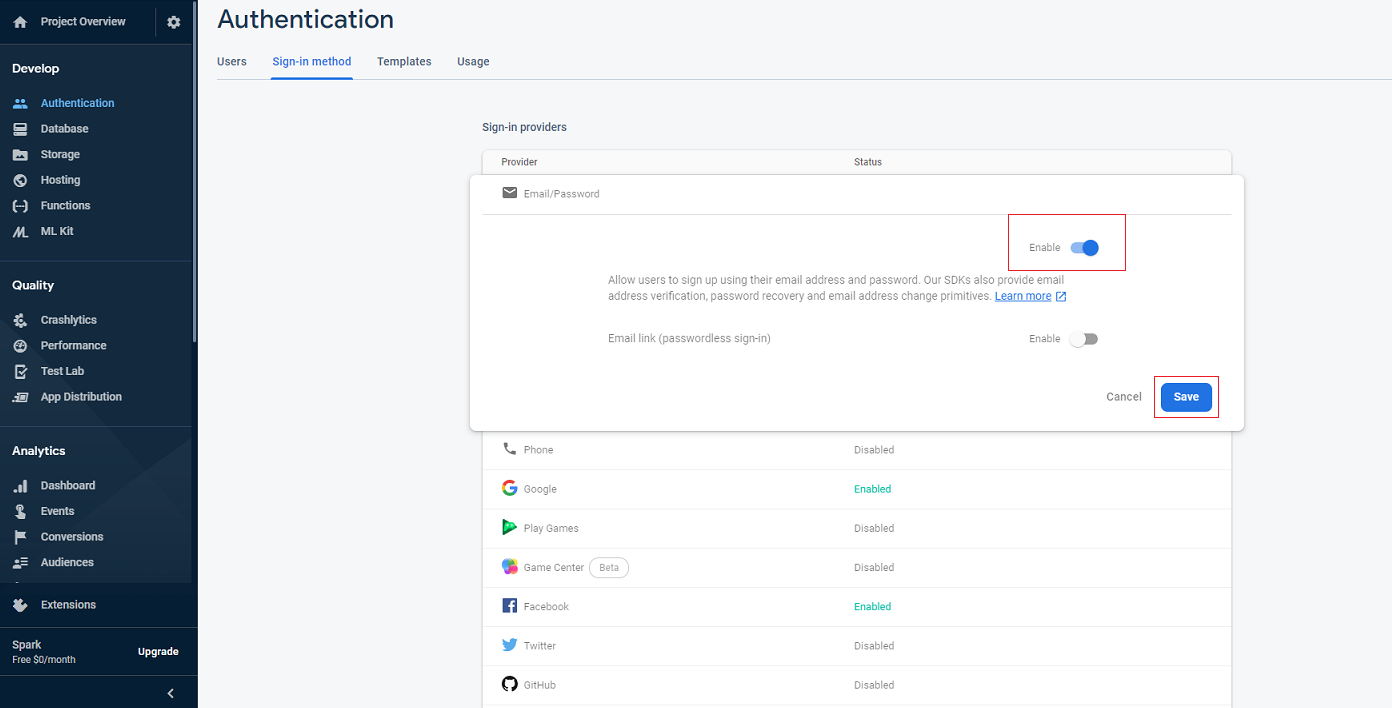 Project Overview
Develop
Authentication
Database
Storage
Hosting
Functions
ML Kit
Quality
Crashlytics
Performance
Test Lab
App Distribution
Analytics
Dashboard
Events
Conversions
Audiences
Extensions
Spark
Free $0/month
Upgrade
Authentication
Users Sign-in method Templates Usage
Sign-in providers
Provider Status
Email/Password
Enable
Allow users to sign up using their email address and password. Our SDKs also provide email
address verification, password recovery and email address change primitives. Learn more
Email link (passwordless sign-in) Enable
Cancel Save
Phone Disabled
Google Enabled
Play Games Disabled
Game Center Beta Disabled
Facebook Enabled
Twitter Disabled
GitHub Disabled